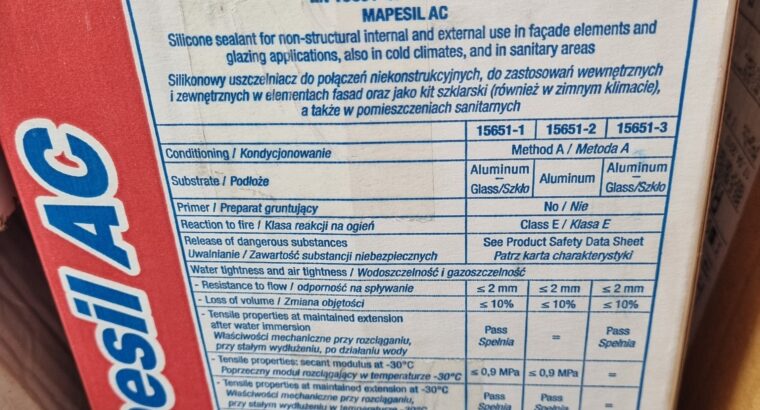 MAPESIL AC
Silicone sealant for non-structural internal and external use in façade elements and
glazing applications, also in cold climates, and in sanitary areas
Silikonowy uszczelniacz do połączeń niekonstrukcyjnych, do zastosowań wewnętrznych
i zewnętrznych w elementach fasad oraz jako kit szklarski (również w zimnym klimacie),
a także w pomieszczeniach sanitarnych
15651-1 15651-2 15651-3
Conditioning / Kondycjonowanie Method A / Metoda A
Substrate / Podłoże Aluminum – Glass/Szkło Aluminum Aluminum – Glass/Szkło
Primer / Preparat gruntujący No / Nie
Reaction to fire / Klasa reakcji na ogień Class E / Klasa E
Release of dangerous substances See Product Safety Data Sheet
Uwalnianie / Zawartość substancji niebezpiecznych Patrz karta charakterystyki
Water tightness and air tightness / Wodoszczelność i gazoszczelność
- Resistance to flow / odporność na spływanie ≤ 2 mm ≤ 2 mm ≤ 2 mm
- Loss of volume / Zmiana objętości ≤ 10% ≤ 10% ≤ 10%
- Tensile properties at maintained extension
after water immersion Pass = Pass
Właściwości mechaniczne przy rozciąganiu, Spełnia Spełnia
przy stałym wydłużeniu, po działaniu wody
- Tensile properties: secant modulus at -30°C
Poprzeczny moduł rozciągający w temperaturze -30°C ≤ 0,9 MPa ≤ 0,9 MPa =
- Tensile properties at maintained extension at -30°C
Właściwości mechaniczne przy rozciąganiu, Pass Pass =
przy stałym wydłużeniu w temperaturze -30°C Spełnia Spełnia
pesil AC